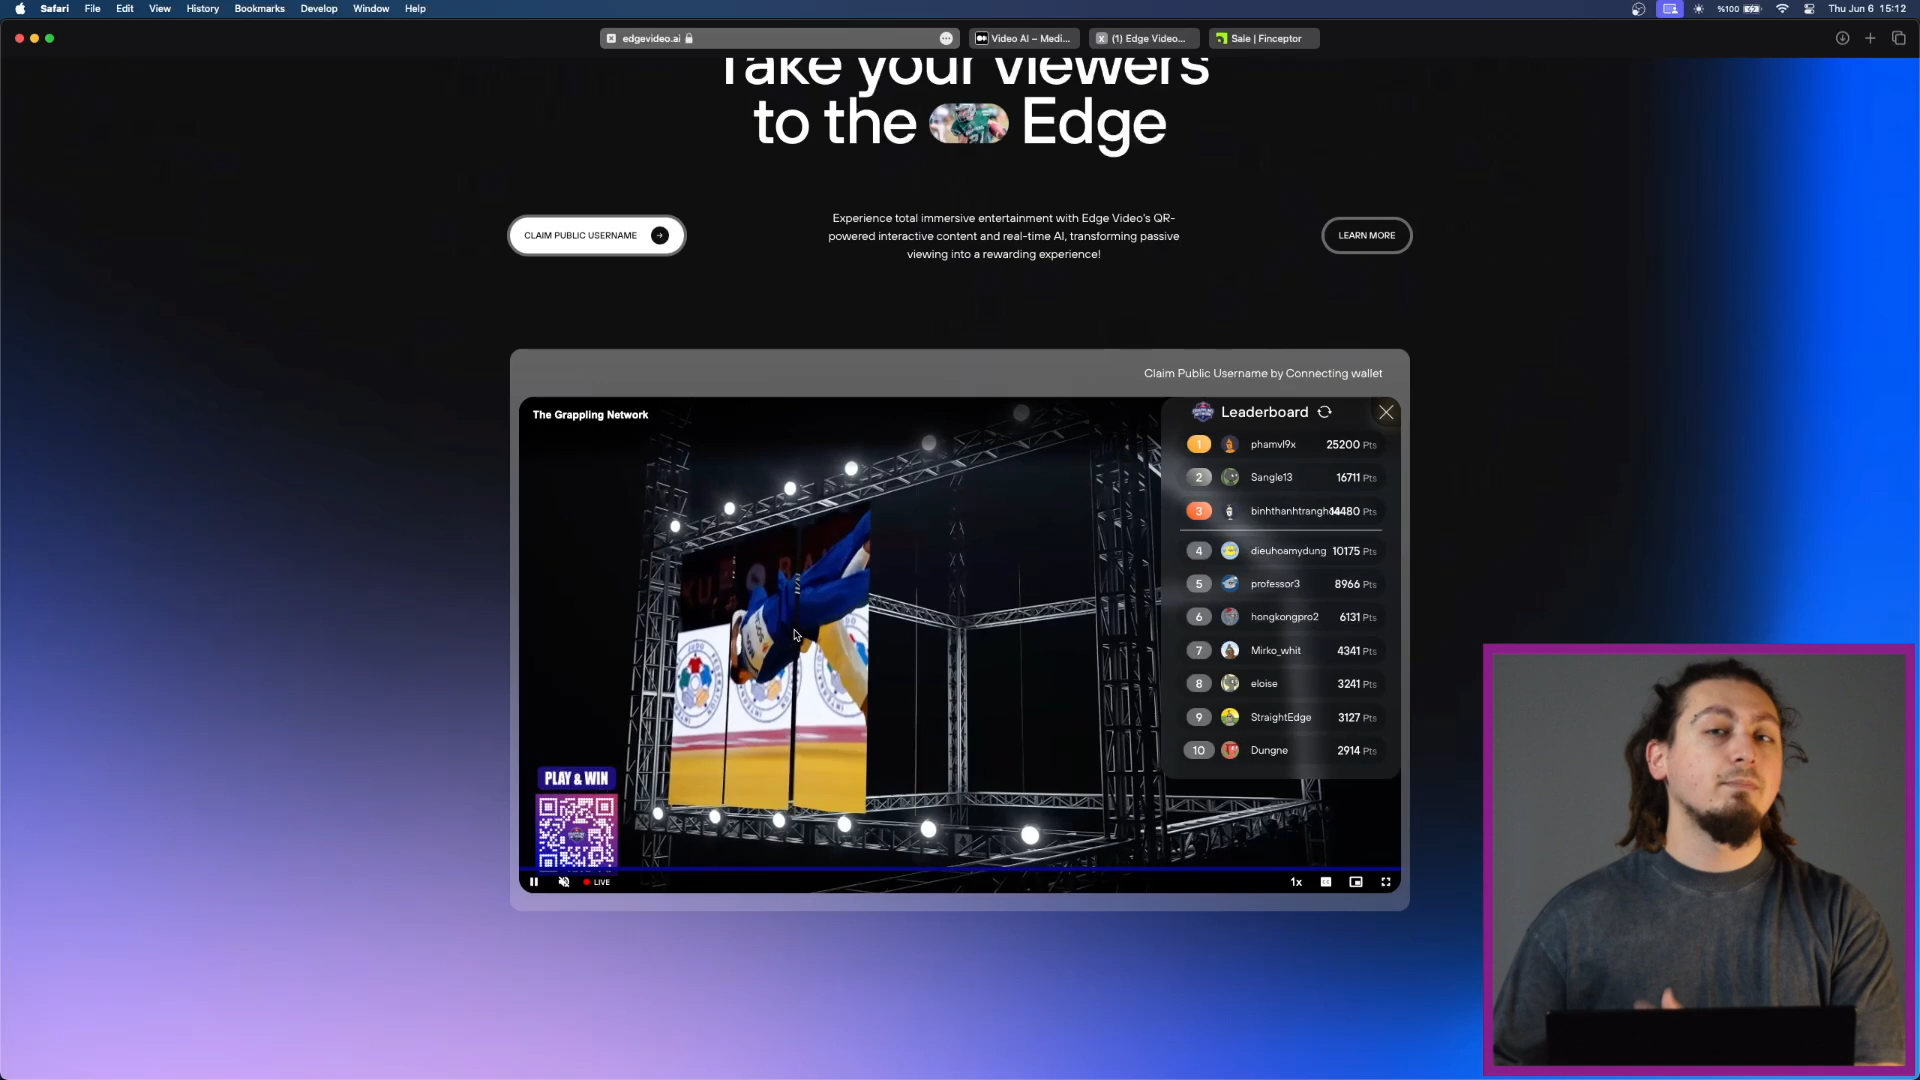 Safari File Edit View History Bookmarks Develop Window Help
%100
Thu Jun 6 15:12
edgevideo.ai
Video AI – Medi...
(1) Edge Video...
Sale | Finceptor
Take your viewers
to the Edge
CLAIM PUBLIC USERNAME
Experience total immersive entertainment with Edge Video's QR-
powered interactive content and real-time AI, transforming passive
viewing into a rewarding experience!
LEARN MORE
Claim Public Username by Connecting wallet
The Grappling Network
Leaderboard
1 phamvl9x 25200 Pts
2 Sangle13 16711 Pts
3 binhthanhtrangho 14480 Pts
4 dieuhoamydung 10175 Pts
5 professor3 8966 Pts
6 hongkongpro2 6131 Pts
7 Mirko_whit 4341 Pts
8 eloise 3241 Pts
9 StraightEdge 3127 Pts
10 Dungne 2914 Pts
PLAY & WIN
LIVE
1x